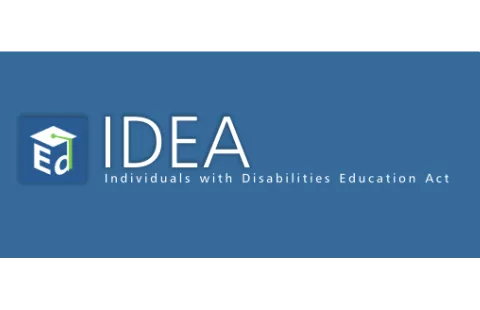 Ed
IDEA
Individuals with Disabilities Education Act